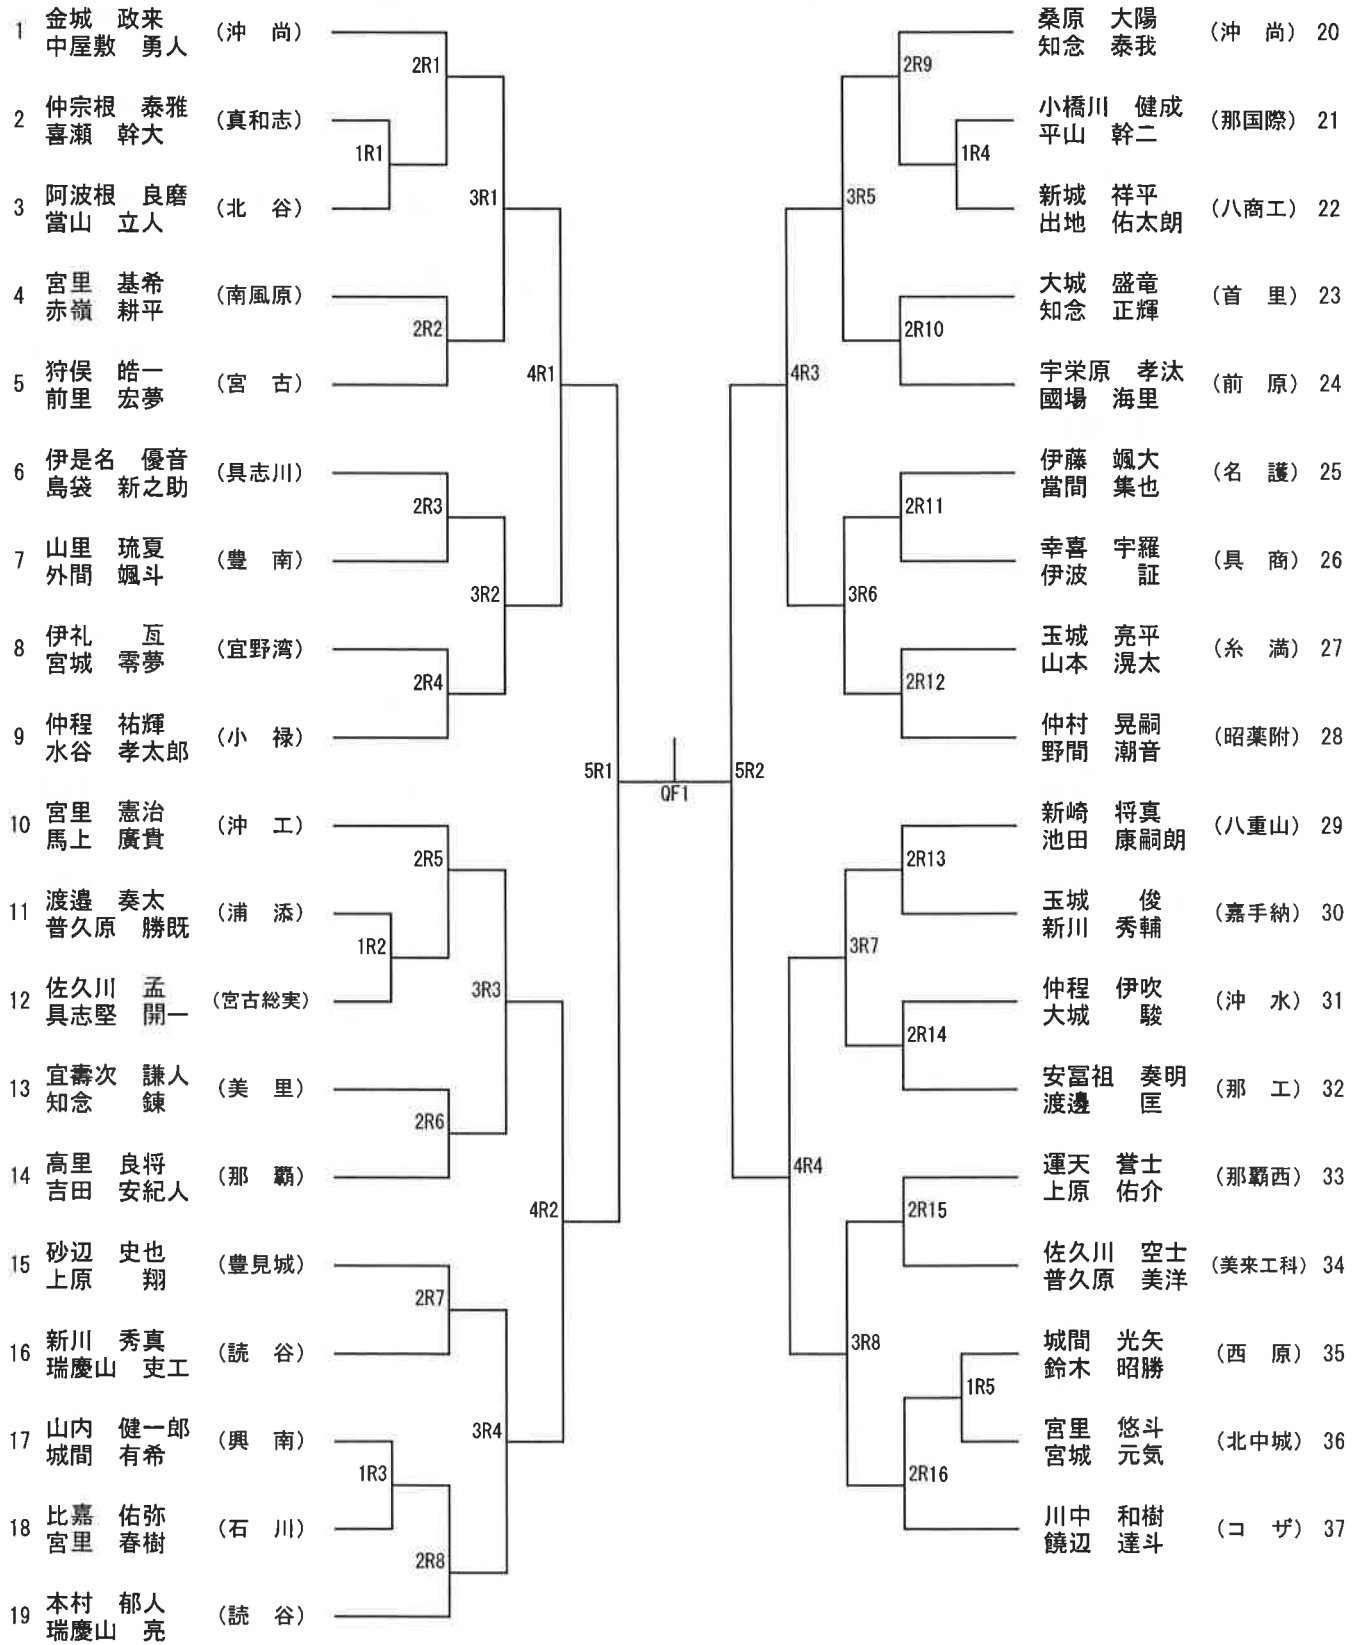 1 金城 政来 (沖 尚)
中屋敷 勇人
2 仲宗根 泰雅 (真和志)
喜瀬 幹大
3 阿波根 良磨 (北 谷)
當山 立人
4 宮里 基希 (南風原)
赤嶺 耕平
5 狩俣 皓一 (宮 古)
前里 宏夢
6 伊是名 優音 (具志川)
島袋 新之助
7 山里 琉夏 (豊 南)
外間 颯斗
8 伊礼 亙 (宜野湾)
宮城 零夢
9 仲程 祐輝 (小 禄)
水谷 孝太郎
10 宮里 憲治 (沖 工)
馬上 廣貴
11 渡邉 奏太 (浦 添)
普久原 勝既
12 佐久川 孟 (宮古総実)
具志堅 開一
13 宜壽次 謙人 (美 里)
知念 錬
14 高里 良将 (那 覇)
吉田 安紀人
15 砂辺 史也 (豊見城)
上原 翔
16 新川 秀真 (読 谷)
瑞慶山 吏工
17 山内 健一郎 (興 南)
城間 有希
18 比嘉 佑弥 (石 川)
宮里 春樹
19 本村 郁人 (読 谷)
瑞慶山 亮
1R1
1R2
1R3
2R1
2R2
2R3
2R4
2R5
2R6
2R7
2R8
3R1
3R2
3R3
3R4
4R1
4R2
5R1
QF1
5R2
4R3
4R4
3R5
3R6
3R7
3R8
2R9
2R10
2R11
2R12
2R13
2R14
2R15
2R16
1R4
1R5
桑原 大陽 (沖 尚) 20
知念 泰我
小橋川 健成 (那国際) 21
平山 幹二
新城 祥平 (八商工) 22
出地 佑太朗
大城 盛竜 (首 里) 23
知念 正輝
宇栄原 孝汰 (前 原) 24
國場 海里
伊藤 颯大 (名 護) 25
當間 集也
幸喜 宇羅 (具 商) 26
伊波 証
玉城 亮平 (糸 満) 27
山本 滉太
仲村 晃嗣 (昭薬附) 28
野間 潮音
新崎 将真 (八重山) 29
池田 康嗣朗
玉城 俊 (嘉手納) 30
新川 秀輔
仲程 伊吹 (沖 水) 31
大城 駿
安冨祖 奏明 (那 工) 32
渡邊 匡
運天 誉士 (那覇西) 33
上原 佑介
佐久川 空士 (美来工科) 34
普久原 美洋
城間 光矢 (西 原) 35
鈴木 昭勝
宮里 悠斗 (北中城) 36
宮城 元気
川中 和樹 (コ ザ) 37
饒辺 達斗